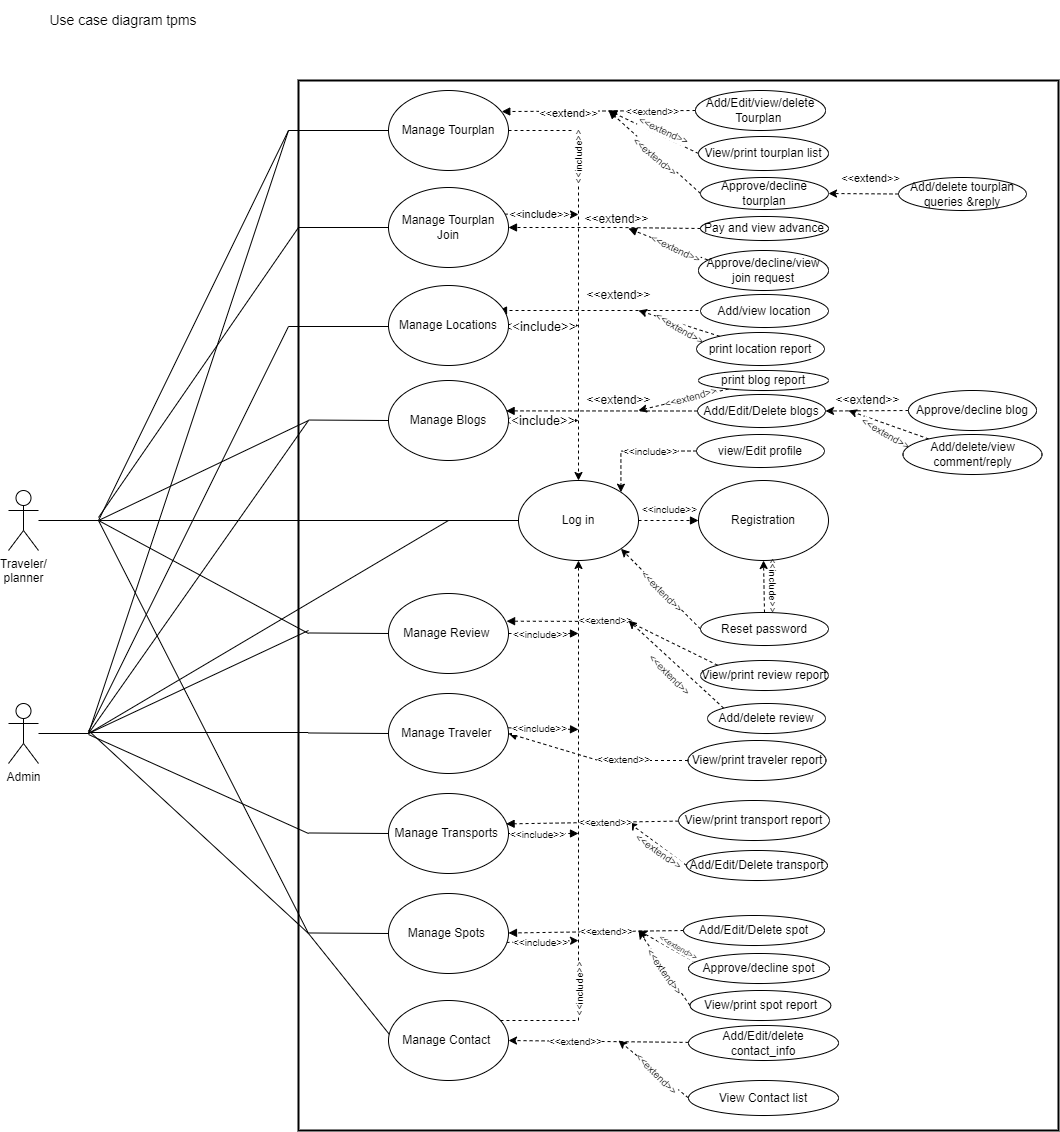 Use case diagram tpms
Manage Tourplan
<<extend>>
<<extend>>
Add/Edit/view/delete
Tourplan
<<include>>
<<extend>>
View/print tourplan list
<<extend>>
Approve/decline
tourplan
<<extend>>
Add/delete tourplan
queries &reply
Manage Tourplan
Join
<<include>>
<<extend>>
Pay and view advance
<<extend>>
Approve/decline/view
join request
Manage Locations
<<extend>>
Add/view location
<<include>>
<<extend>>
print location report
Manage Blogs
print blog report
<<extend>>
<<extend>>
Add/Edit/Delete blogs
<<include>>
<<extend>>
Approve/decline blog
<<extend>>
Add/delete/view
comment/reply
<<include>>
view/Edit profile
Log in
<<include>>
Registration
Traveler/
planner
<<extend>>
<<include>>
Reset password
Manage Review
<<extend>>
<<include>>
<<extend>>
View/print review report
Add/delete review
Manage Traveler
<<include>>
<<extend>>
View/print traveler report
Admin
Manage Transports
<<extend>>
<<include>>
View/print transport report
<<extend>>
Add/Edit/Delete transport
Manage Spots
<<extend>>
<<include>>
Add/Edit/Delete spot
<<extend>>
Approve/decline spot
<<extend>>
View/print spot report
<<include>>
Manage Contact
<<extend>>
Add/Edit/delete
contact_info
<<extend>>
View Contact list